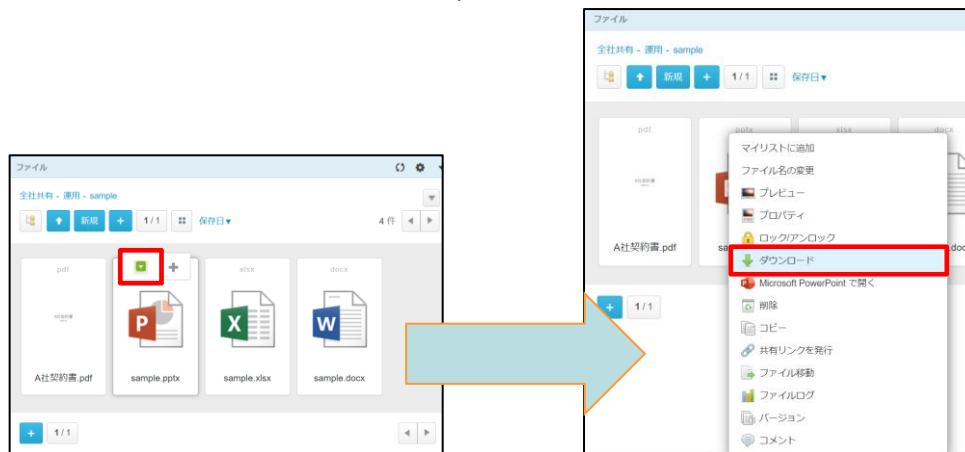 ファイル
全社共有 - 運用 - sample
新規
+
1/1
保存日▼
4 件
pdf
xlsx
docx
A社契約書.pdf
sample.pptx
sample.xlsx
sample.docx
+
1/1
ファイル
全社共有 - 運用 - sample
新規
+
1/1
保存日▼
pdf
pptx
xlsx
docx
A社契約書.pdf
マイリストに追加
ファイル名の変更
プレビュー
プロパティ
ロック/アンロック
ダウンロード
Microsoft PowerPoint で開く
削除
コピー
共有リンクを発行
ファイル移動
ファイルログ
バージョン
コメント
+
1/1